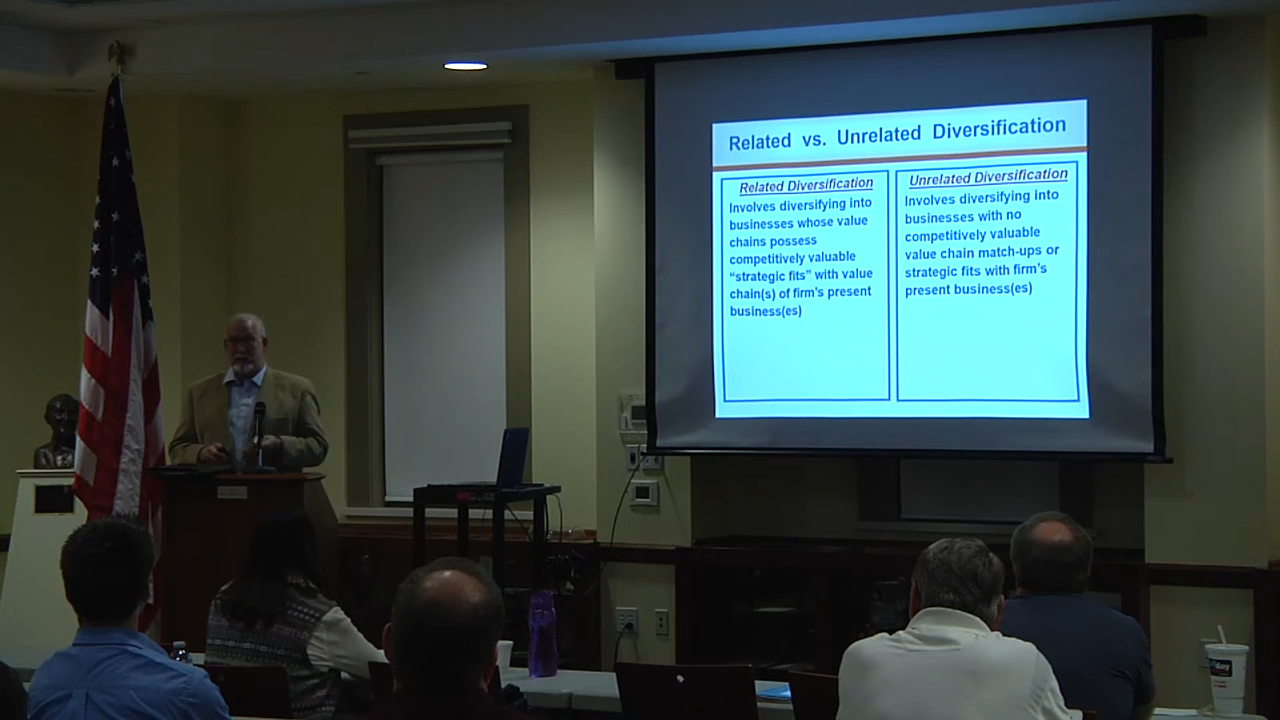 Related vs. Unrelated Diversification
Related Diversification
Involves diversifying into
businesses whose value
chains possess
competitively valuable
“strategic fits” with value
chain(s) of firm's present
business(es)
Unrelated Diversification
Involves diversifying into
businesses with no
competitively valuable
value chain match-ups or
strategic fits with firm's
present business(es)